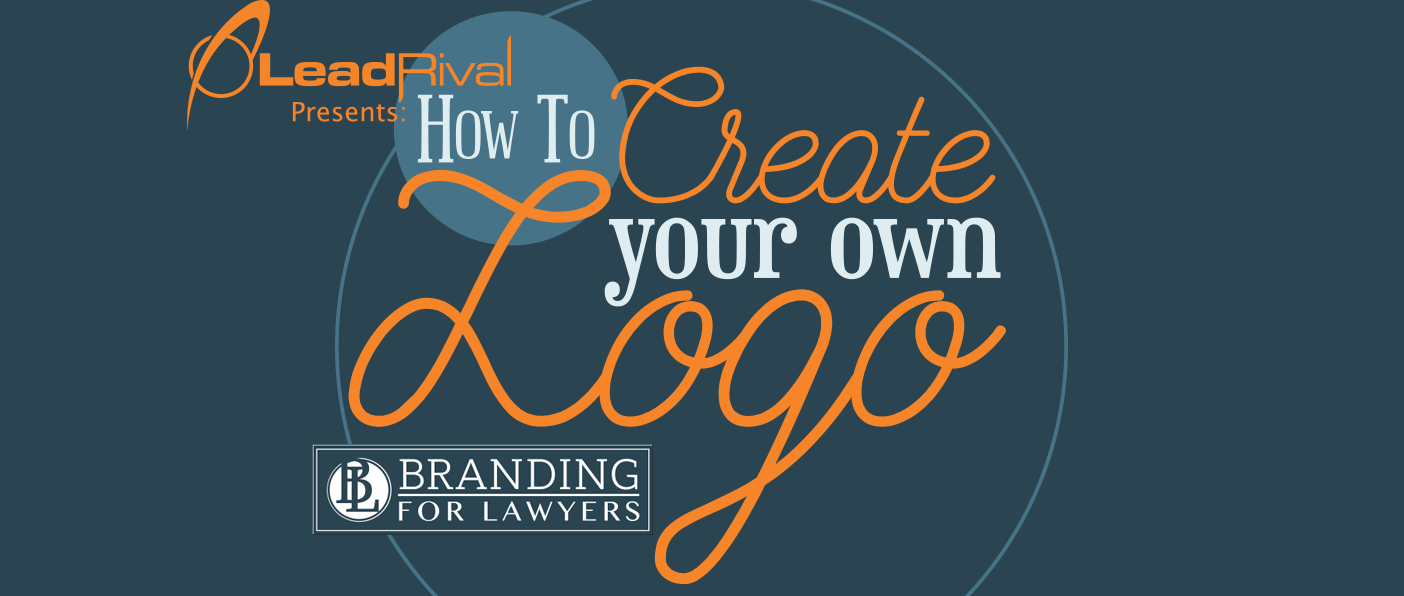 LeadRival
Presents:
How To Create
your own
Logo
BL BRANDING
FOR LAWYERS